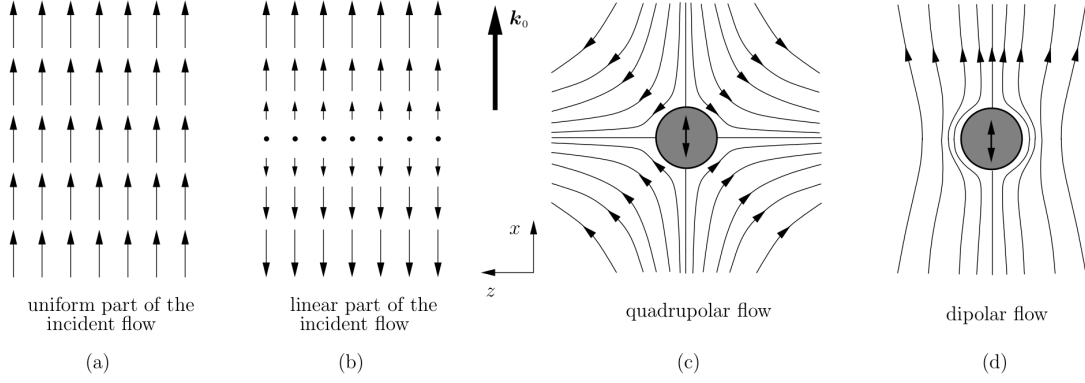 k₀
x
z
uniform part of the
incident flow
linear part of the
incident flow
quadrupolar flow
dipolar flow
(a)
(b)
(c)
(d)